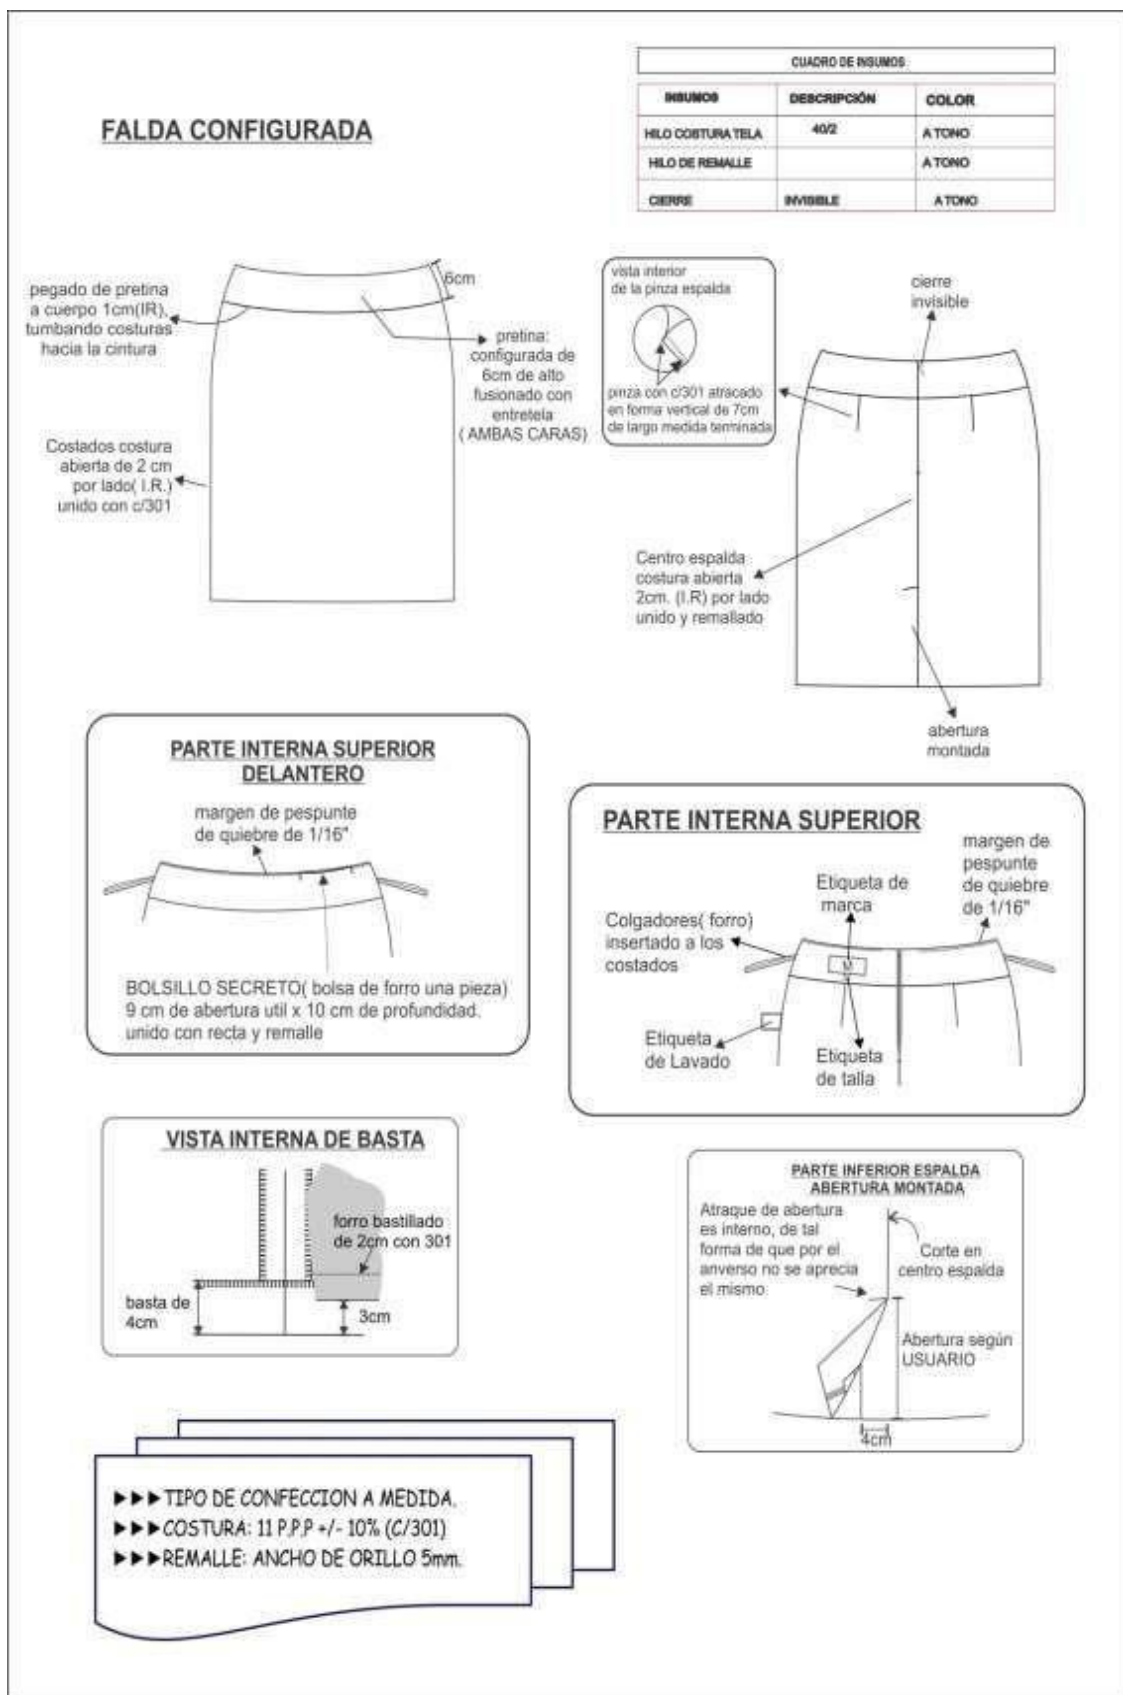 CUADRO DE INSUMOS
INSUMOS DESCRIPCIÓN COLOR
HILO COSTURA TELA 40/2 A TONO
HILO DE REMALLE A TONO
CIERRE INVISIBLE A TONO
FALDA CONFIGURADA
6cm
pegado de pretina
a cuerpo 1cm(IR),
tumbando costuras
hacia la cintura
pretina:
configurada de
6cm de alto
fusionado con
entretela
( AMBAS CARAS)
Costados costura
abierta de 2 cm
por lado( I.R.)
unido con c/301
vista interior
de la pinza espalda
pinza con c/301 atracado
en forma vertical de 7cm
de largo medida terminada
cierre
invisible
Centro espalda
costura abierta
2cm. (I.R) por lado
unido y remallado
abertura
montada
PARTE INTERNA SUPERIOR
DELANTERO
margen de pespunte
de quiebre de 1/16"
BOLSILLO SECRETO( bolsa de forro una pieza)
9 cm de abertura util x 10 cm de profundidad.
unido con recta y remalle
PARTE INTERNA SUPERIOR
margen de
pespunte
de quiebre
de 1/16"
Etiqueta de
marca
Colgadores( forro)
insertado a los
costados
M
Etiqueta
de Lavado
Etiqueta
de talla
VISTA INTERNA DE BASTA
forro bastillado
de 2cm con 301
basta de
4cm
3cm
PARTE INFERIOR ESPALDA
ABERTURA MONTADA
Atraque de abertura
es interno, de tal
forma de que por el
anverso no se aprecia
el mismo
Corte en
centro espalda
Abertura según
USUARIO
4cm
►►►TIPO DE CONFECCION A MEDIDA.
►►►COSTURA: 11 P.P.P +/- 10% (C/301)
►►►REMALLE: ANCHO DE ORILLO 5mm.